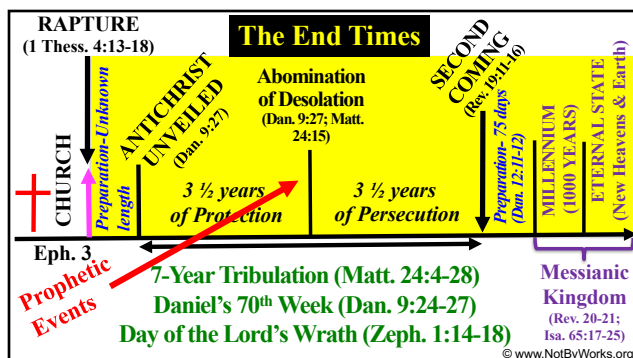 RAPTURE
(1 Thess. 4:13-18)
The End Times
CHURCH
Preparation-Unknown
length
ANTICHRIST
UNVEILED
(Dan. 9:27)
Abomination
of Desolation
(Dan. 9:27; Matt.
24:15)
SECOND
COMING
(Rev. 19:11-16)
Preparation- 75 days
(Dan. 12:11-12)
MILLENNIUM
(1000 YEARS)
ETERNAL STATE
(New Heavens & Earth)
3 ½ years
of Protection
3 ½ years
of Persecution
Eph. 3
Prophetic
Events
7-Year Tribulation (Matt. 24:4-28)
Daniel's 70th Week (Dan. 9:24-27)
Day of the Lord's Wrath (Zeph. 1:14-18)
Messianic
Kingdom
(Rev. 20-21;
Isa. 65:17-25)
© www.NotByWorks.org